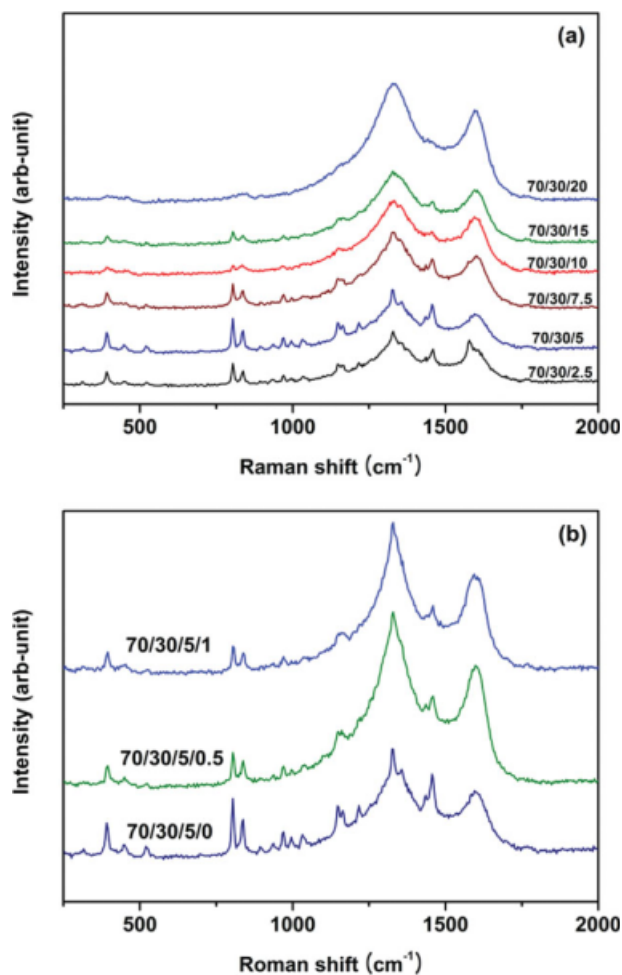 (a)
Intensity (arb-unit)
70/30/20
70/30/15
70/30/10
70/30/7.5
70/30/5
70/30/2.5
500
1000
1500
2000
Raman shift (cm⁻¹)
(b)
Intensity (arb-unit)
70/30/5/1
70/30/5/0.5
70/30/5/0
500
1000
1500
2000
Roman shift (cm⁻¹)